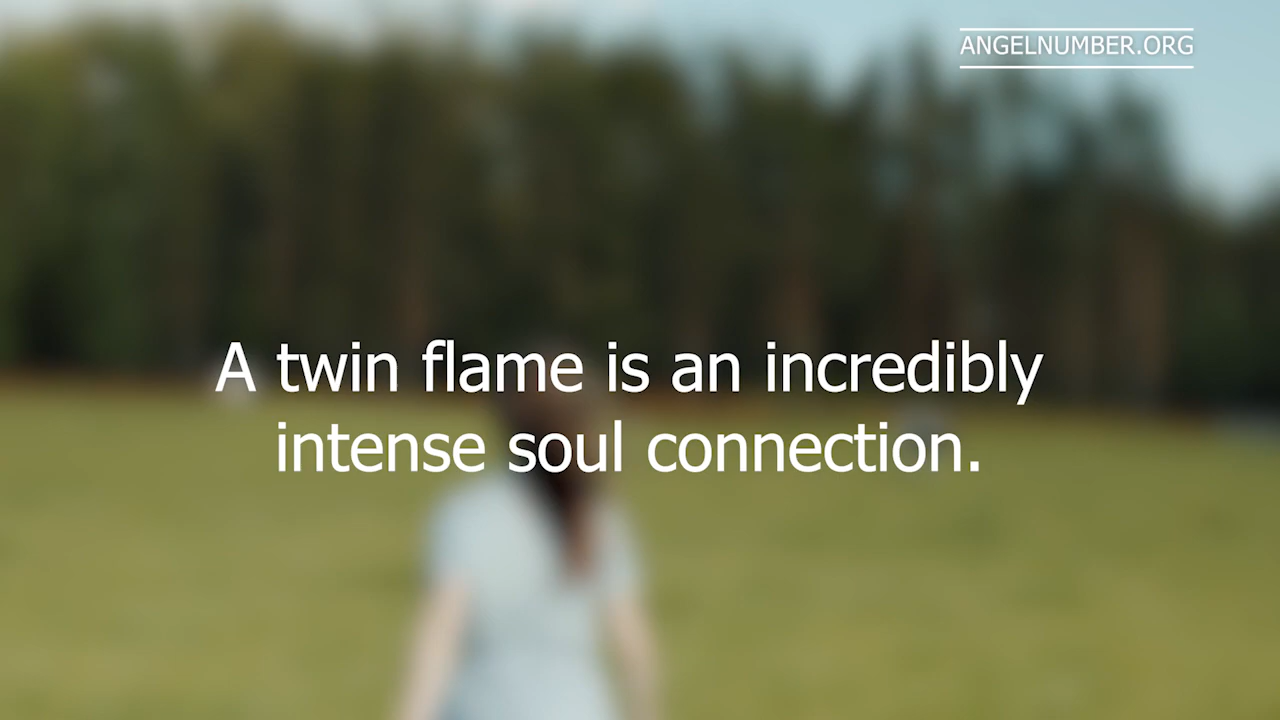 ANGELNUMBER.ORG
A twin flame is an incredibly
intense soul connection.